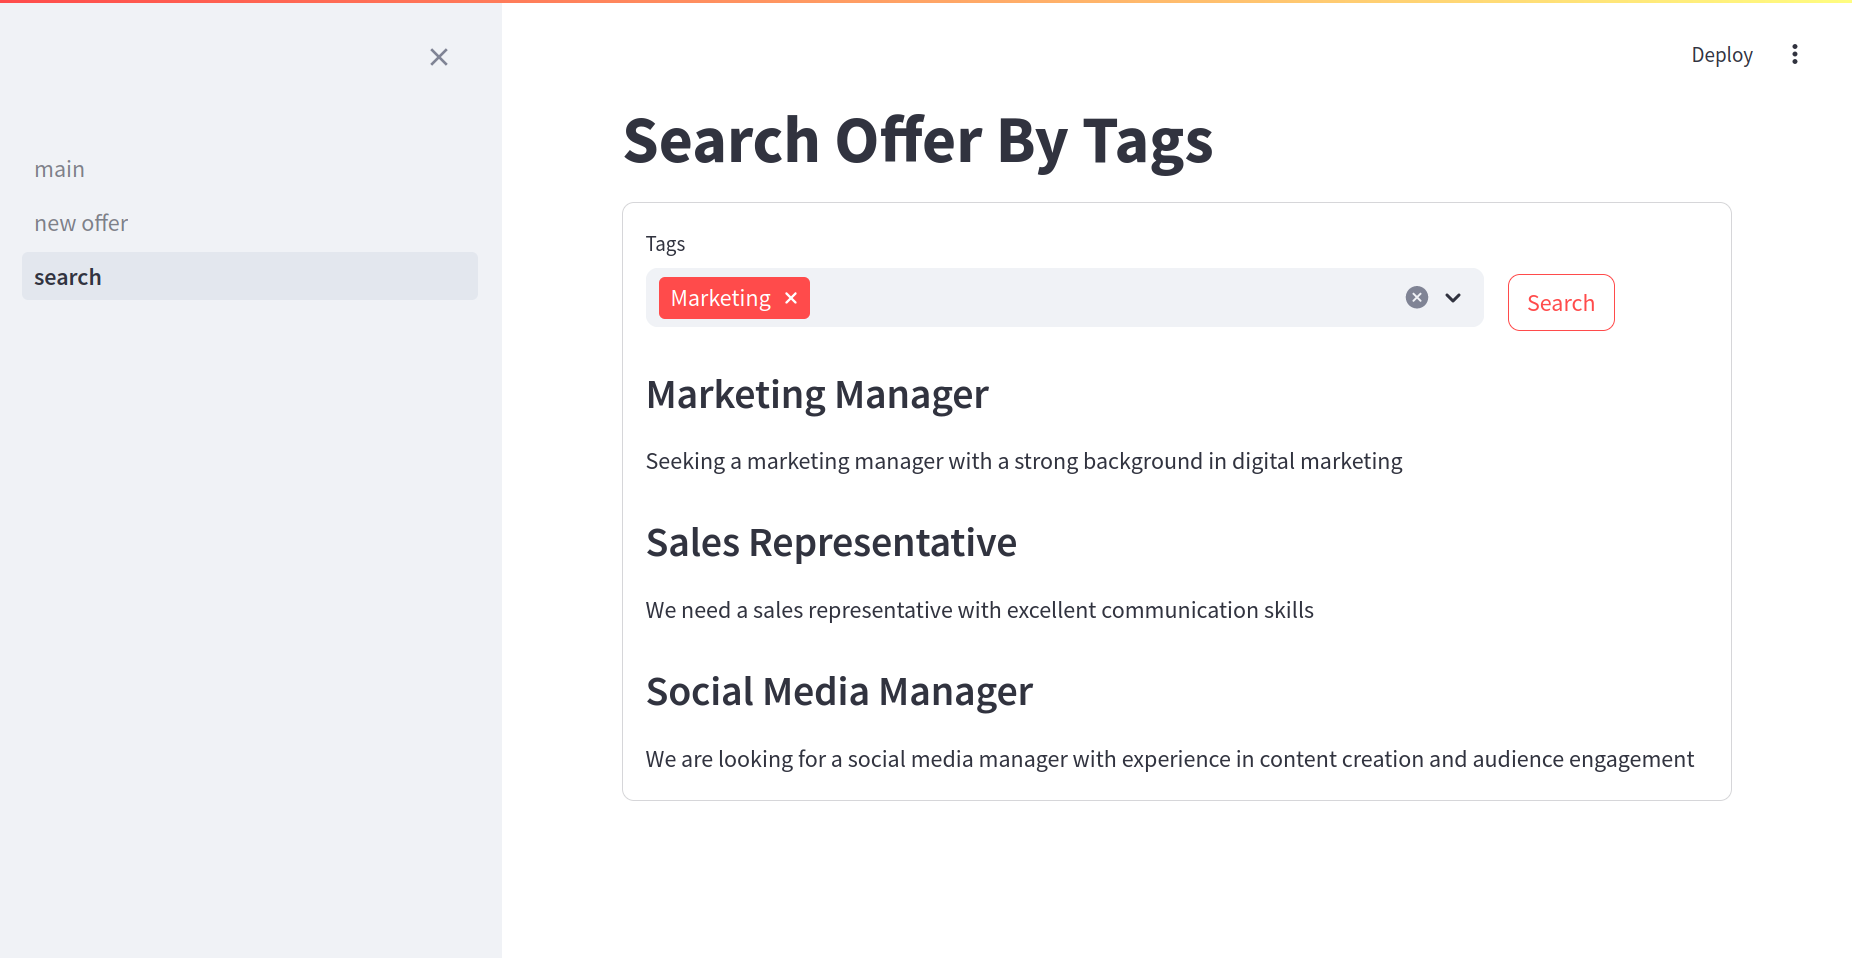 Deploy
main
new offer
search
Search Offer By Tags
Tags
Marketing
Search
Marketing Manager
Seeking a marketing manager with a strong background in digital marketing
Sales Representative
We need a sales representative with excellent communication skills
Social Media Manager
We are looking for a social media manager with experience in content creation and audience engagement